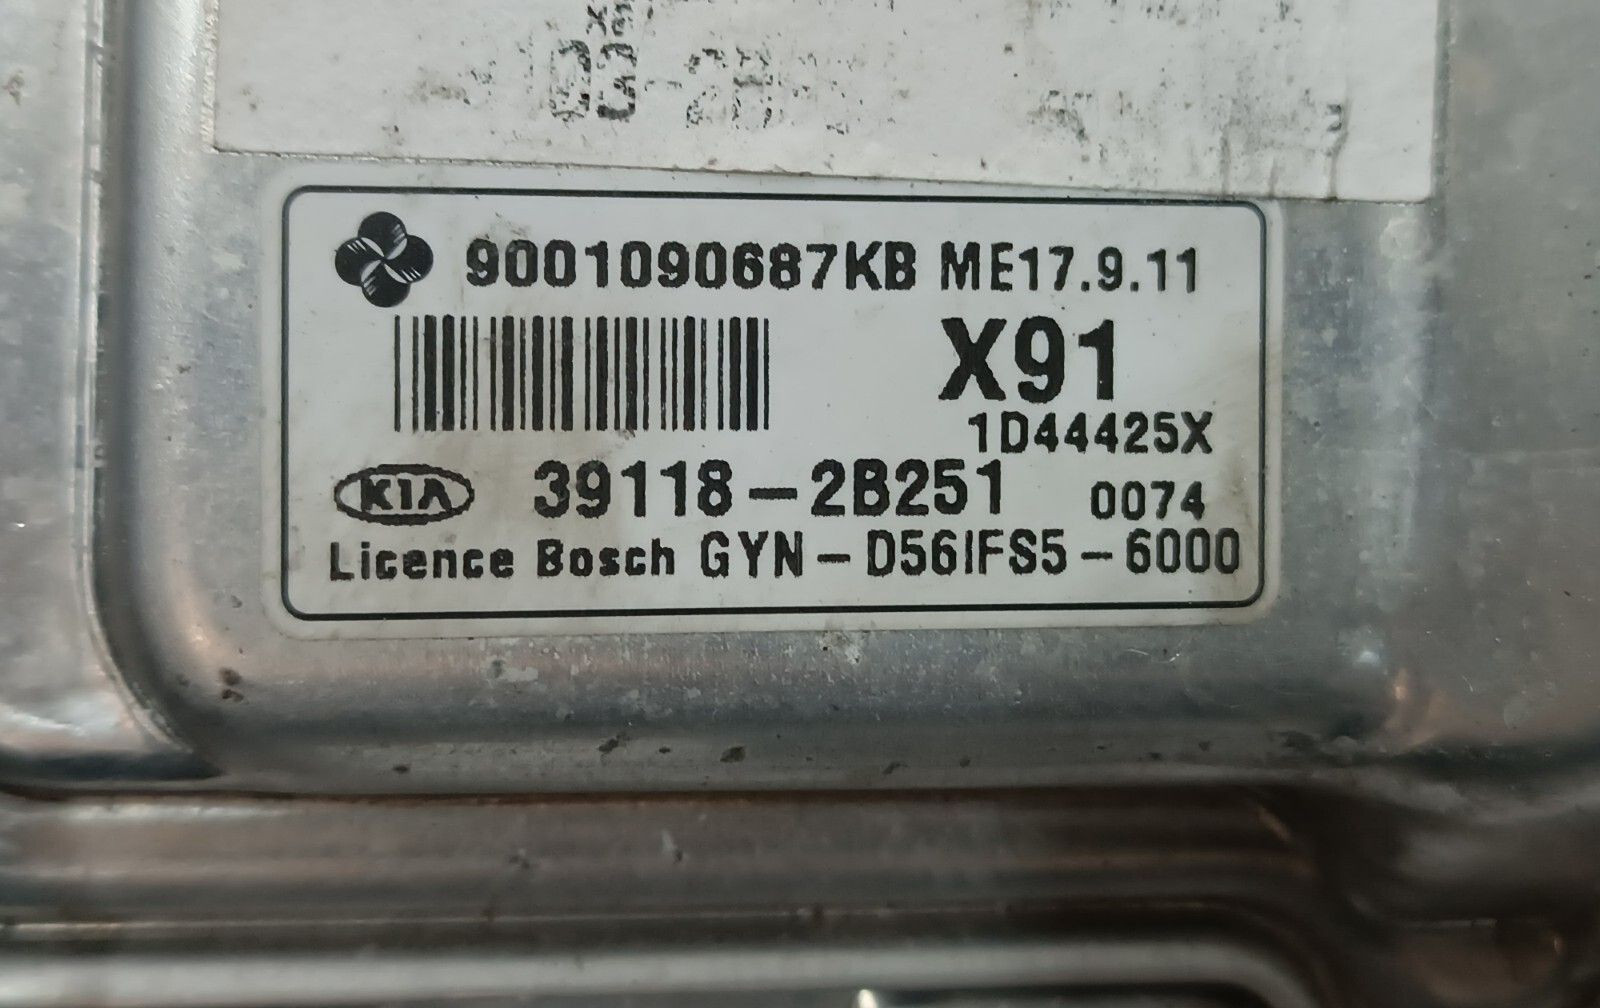 9001090687KB ME17.9.11
X91
1D44425X
KIA 39118-2B251 0074
Licence Bosch GYN-D56IFS5-6000